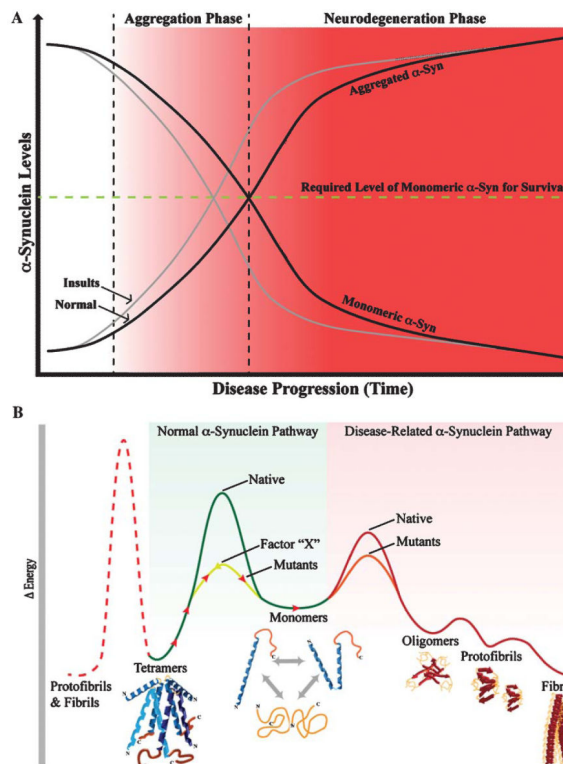 A
Aggregation Phase
Neurodegeneration Phase
α-Synuclein Levels
Aggregated α-Syn
Required Level of Monomeric α-Syn for Survival
Insults
Normal
Monomeric α-Syn
Disease Progression (Time)
B
Normal α-Synuclein Pathway
Disease-Related α-Synuclein Pathway
Δ Energy
Native
Native
Factor "X"
Mutants
Mutants
Monomers
Tetramers
Oligomers
Protofibrils
Protofibrils
& Fibrils